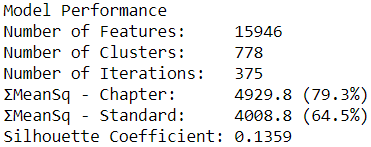 Model Performance
Number of Features: 15946
Number of Clusters: 778
Number of Iterations: 375
ΣMeanSq - Chapter: 4929.8 (79.3%)
ΣMeanSq - Standard: 4008.8 (64.5%)
Silhouette Coefficient: 0.1359